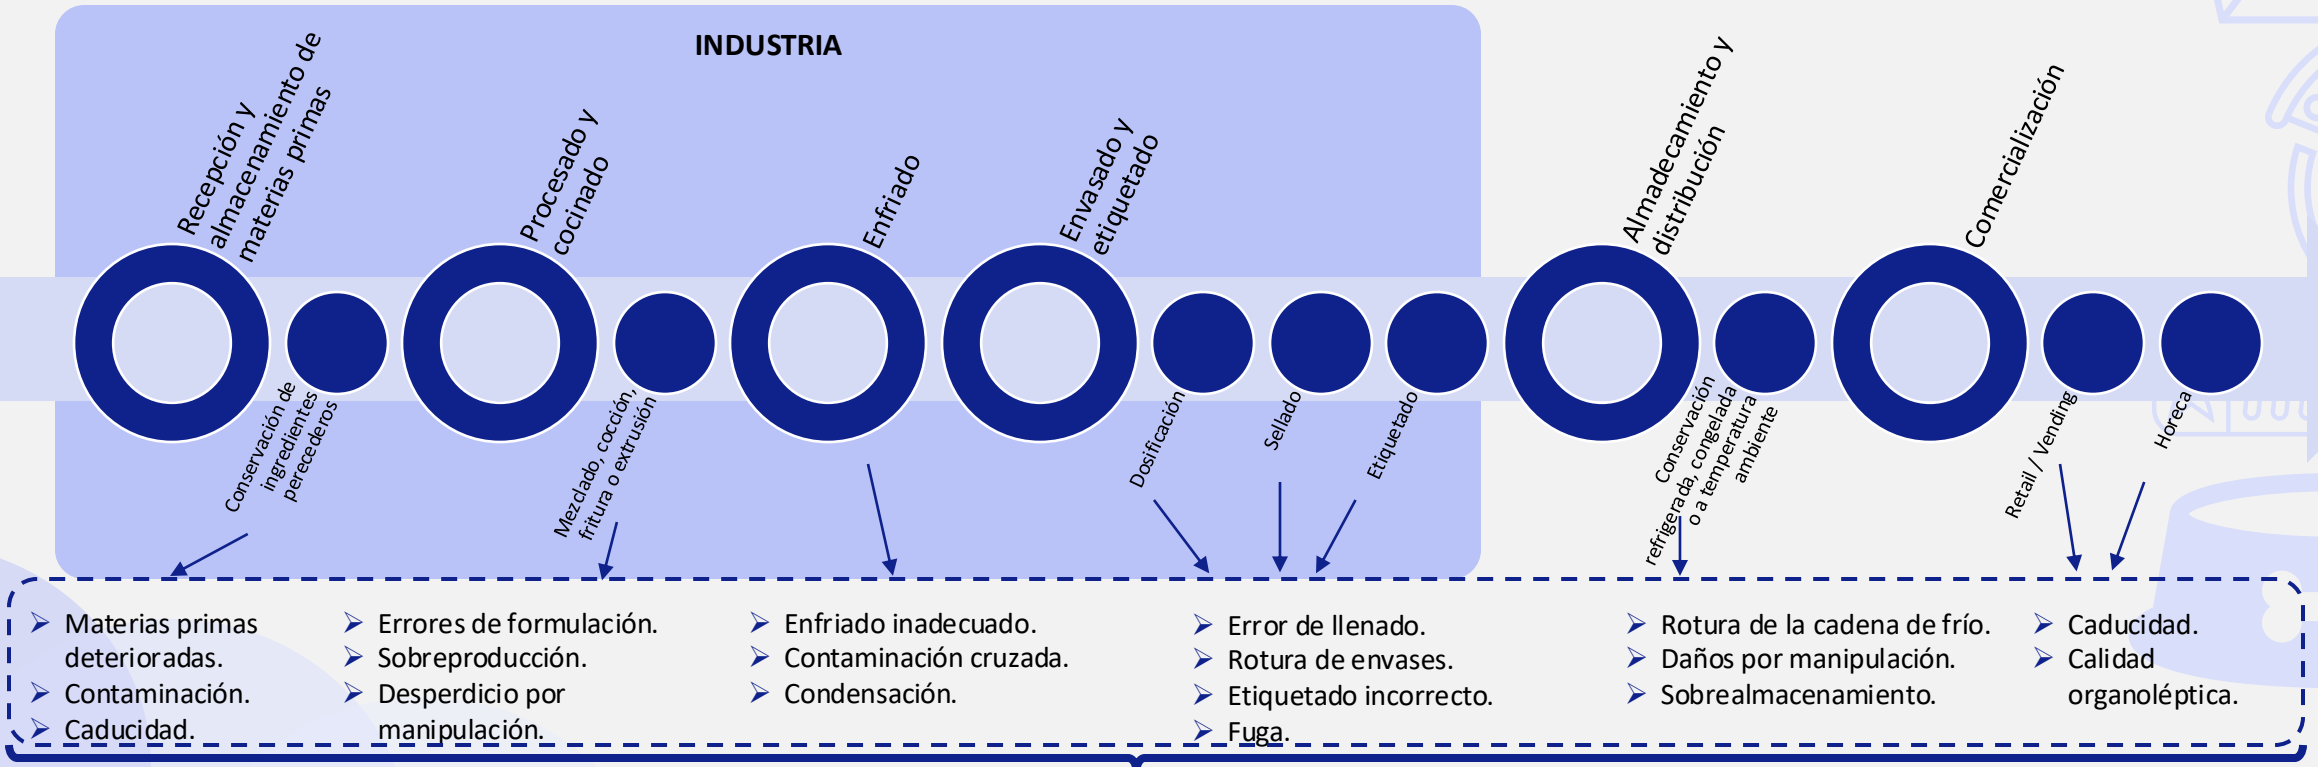 INDUSTRIA
Recepción y
almacenamiento de
materias primas
Procesado y
cocinado
Enfriado
Envasado y
etiquetado
Almadecamiento y
distribución
Comercialización
Conservación de
ingredientes
perecederos
Mezclado, cocción,
fritura o extrusión
Dosificación
Sellado
Etiquetado
Conservación
refrigerada, congelada
o a temperatura
ambiente
Retail / Vending
Horeca
Materias primas
deterioradas.
Contaminación.
Caducidad.
Errores de formulación.
Sobreproducción.
Desperdicio por
manipulación.
Enfriado inadecuado.
Contaminación cruzada.
Condensación.
Error de llenado.
Rotura de envases.
Etiquetado incorrecto.
Fuga.
Rotura de la cadena de frío.
Daños por manipulación.
Sobrealmacenamiento.
Caducidad.
Calidad
organoléptica.